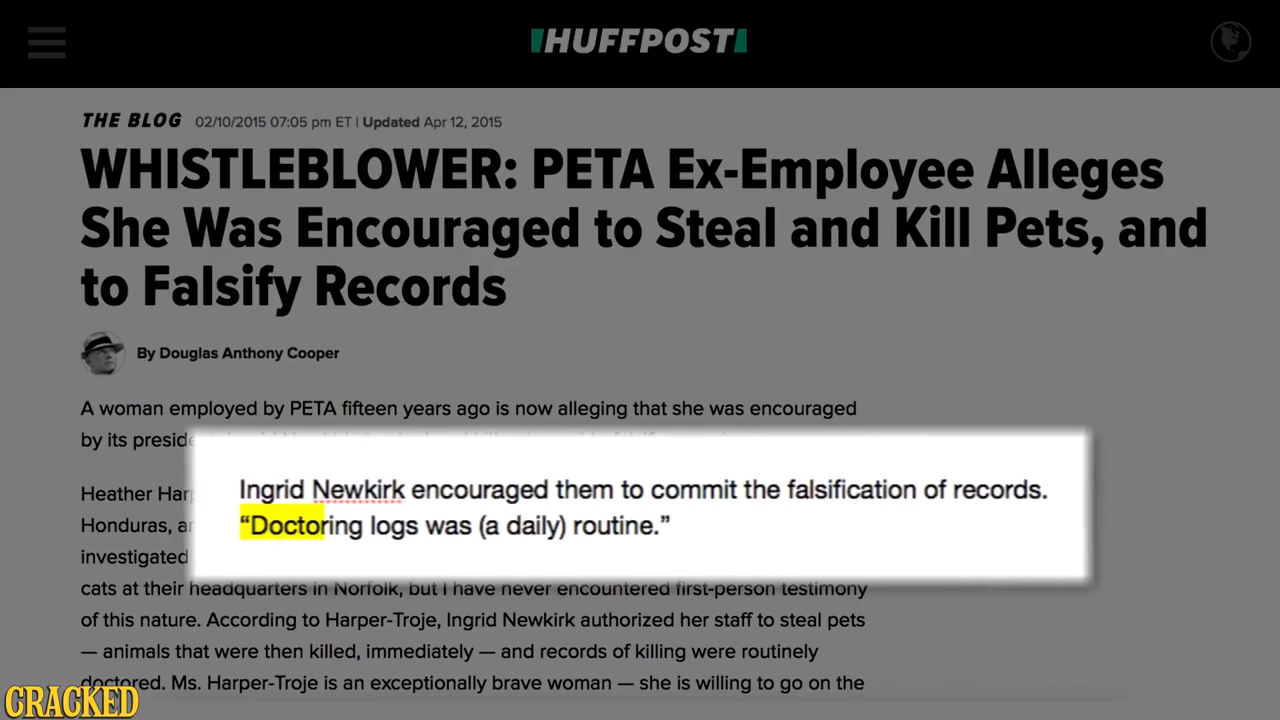 HUFFPOST
THE BLOG 02/10/2015 07:05 pm ET | Updated Apr 12, 2015
WHISTLEBLOWER: PETA Ex-Employee Alleges
She Was Encouraged to Steal and Kill Pets, and
to Falsify Records
By Douglas Anthony Cooper
A woman employed by PETA fifteen years ago is now alleging that she was encouraged
by its
Heather
Ingrid Newkirk encouraged them to commit the falsification of records.
Honduras,
“Doctoring logs was (a daily) routine.”
investigated
cats at their headquarters in Norfolk, but I have never encountered first-person testimony
of this nature. According to Harper-Troje, Ingrid Newkirk authorized her staff to steal pets
— animals that were then killed, immediately — and records of killing were routinely
doctored. Ms. Harper-Troje is an exceptionally brave woman — she is willing to go on the
CRACKED